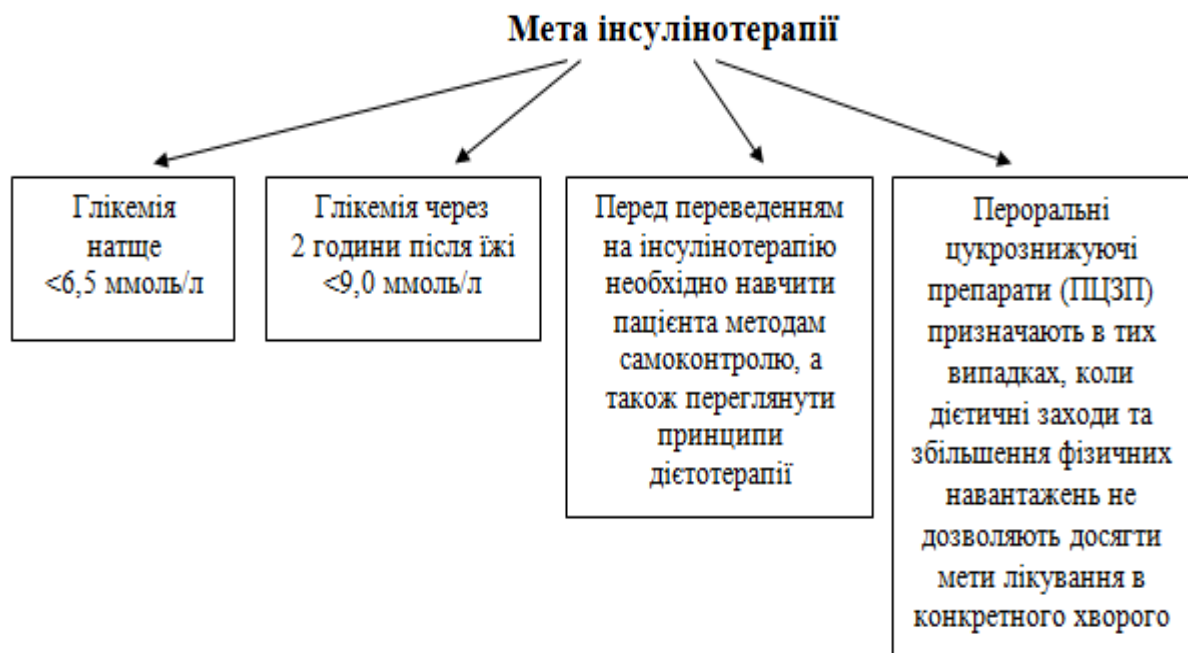 Мета інсулінотерапії
Глікемія
натще
<6,5 ммоль/л
Глікемія через
2 години після їжі
<9,0 ммоль/л
Перед переведенням
на інсулінотерапію
необхідно навчити
пацієнта методам
самоконтролю, а
також переглянути
принципи
дієтотерапії
Пероральні
цукрознижуючі
препарати (ПЦЗП)
призначають в тих
випадках, коли
дієтичні заходи та
збільшення фізичних
навантажень не
дозволяють досягти
мети лікування в
конкретного хворого